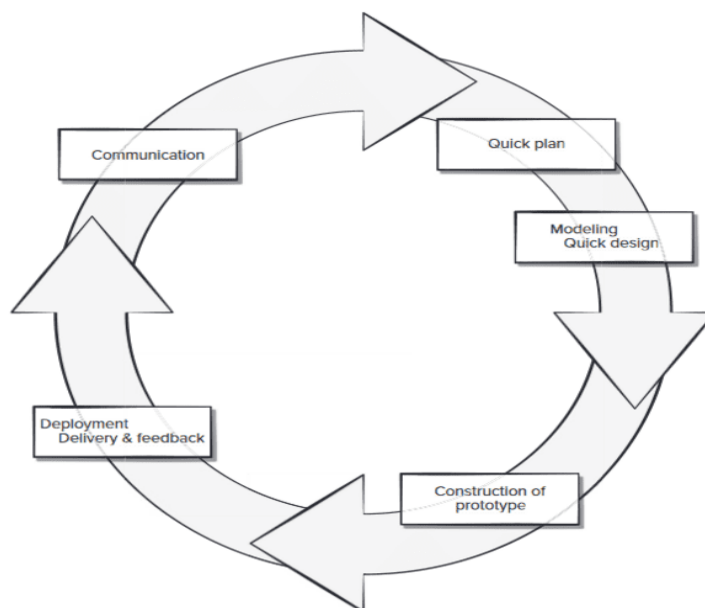 Communication
Quick plan
Modeling
Quick design
Construction of
prototype
Deployment
Delivery & feedback